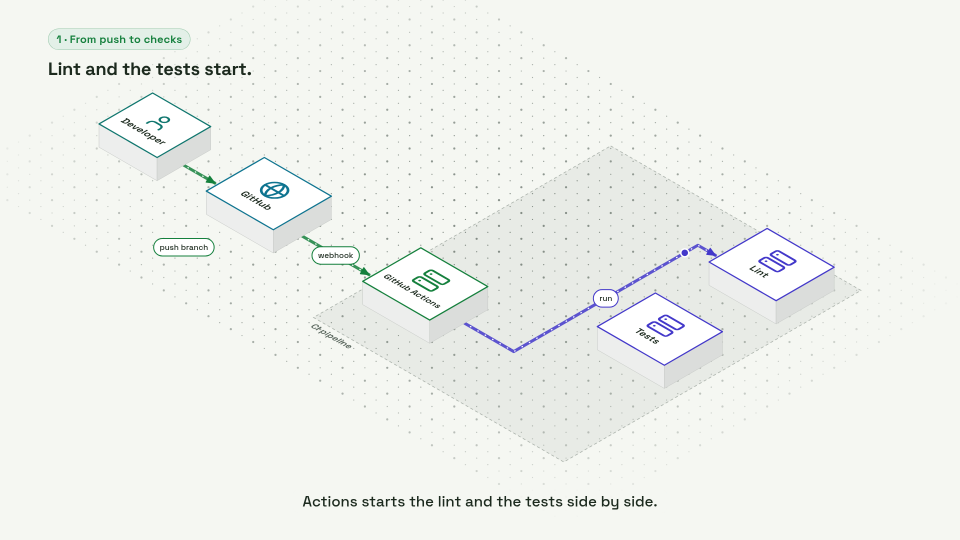 1 · From push to checks
Lint and the tests start.
Developer
GitHub
push branch
webhook
GitHub Actions
CI pipeline
run
Lint
Tests
Actions starts the lint and the tests side by side.